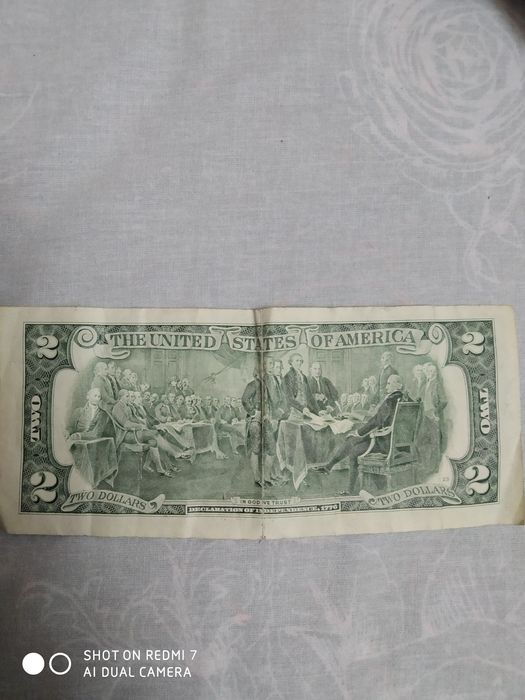 THE UNITED STATES OF AMERICA
2
2
TWO
TWO
2
2
TWO DOLLARS
IN GOD WE TRUST
TWO DOLLARS
DECLARATION OF INDEPENDENCE, 1776
SHOT ON REDMI 7
AI DUAL CAMERA